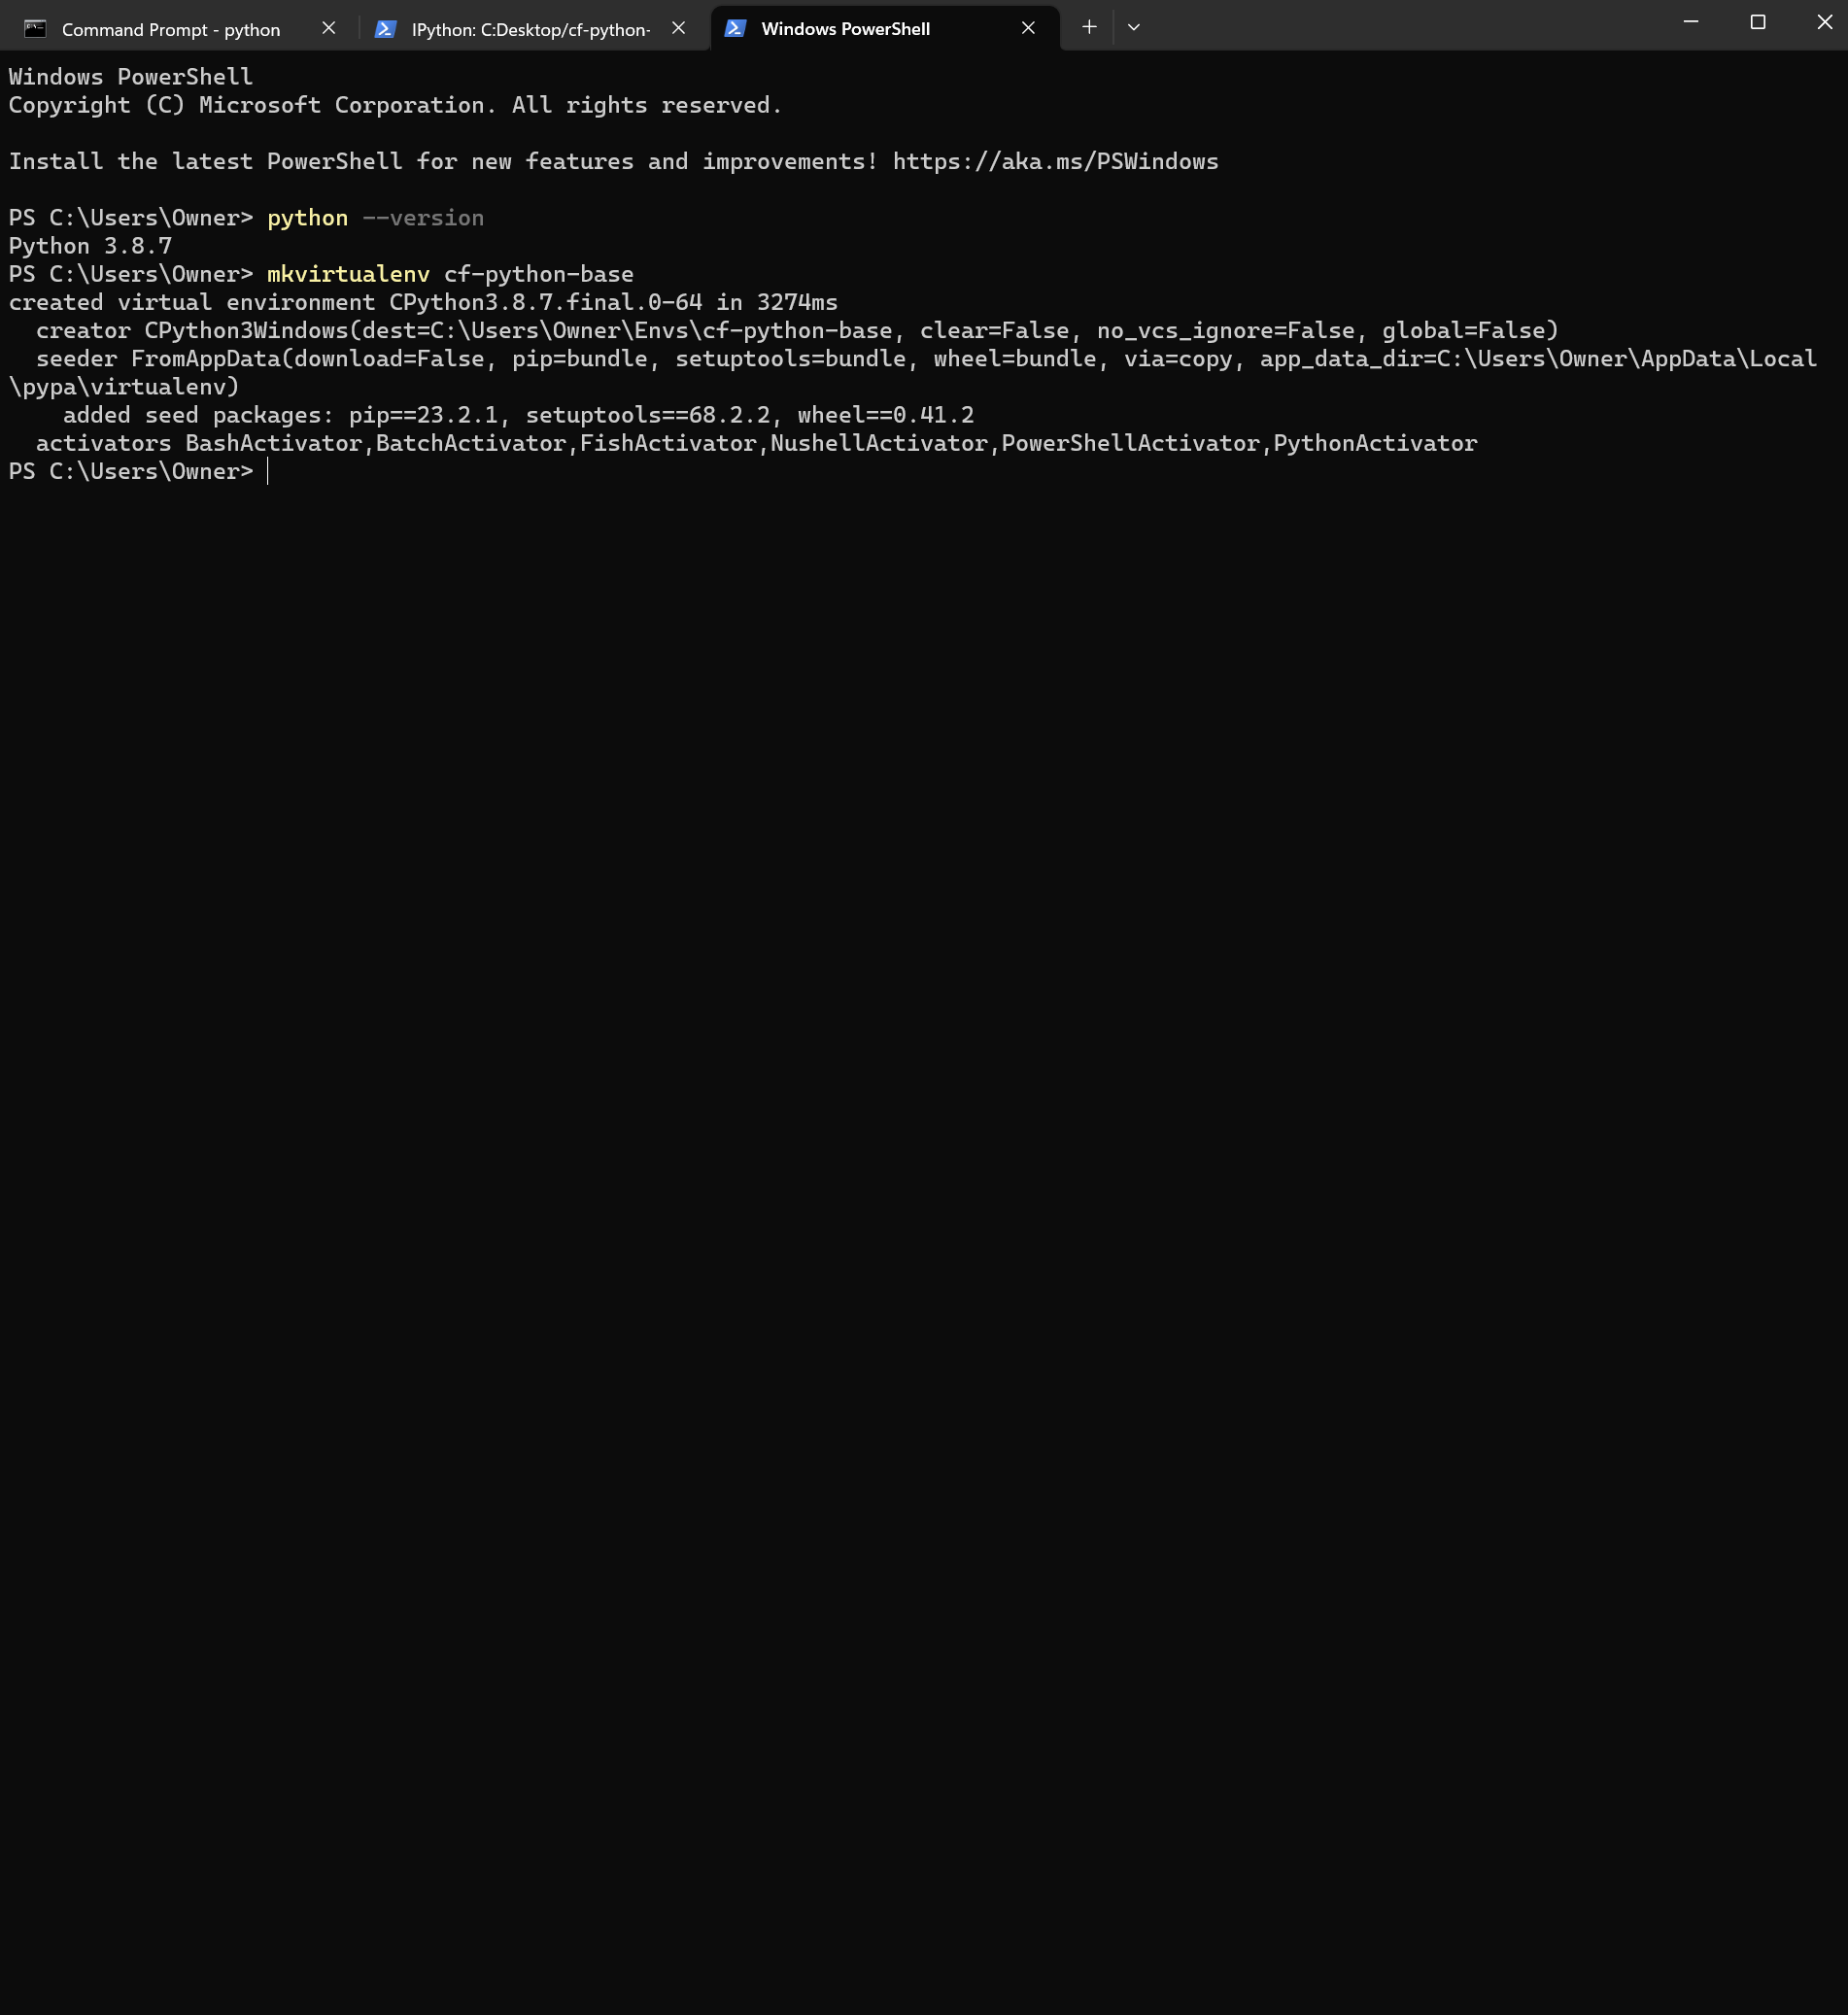 Command Prompt - python
IPython: C:Desktop/cf-python-
Windows PowerShell
Windows PowerShell
Copyright (C) Microsoft Corporation. All rights reserved.
Install the latest PowerShell for new features and improvements! https://aka.ms/PSWindows
PS C:\Users\Owner> python --version
Python 3.8.7
PS C:\Users\Owner> mkvirtualenv cf-python-base
created virtual environment CPython3.8.7.final.0-64 in 3274ms
  creator CPython3Windows(dest=C:\Users\Owner\Envs\cf-python-base, clear=False, no_vcs_ignore=False, global=False)
  seeder FromAppData(download=False, pip=bundle, setuptools=bundle, wheel=bundle, via=copy, app_data_dir=C:\Users\Owner\AppData\Local
\pypa\virtualenv)
    added seed packages: pip==23.2.1, setuptools==68.2.2, wheel==0.41.2
  activators BashActivator,BatchActivator,FishActivator,NushellActivator,PowerShellActivator,PythonActivator
PS C:\Users\Owner>